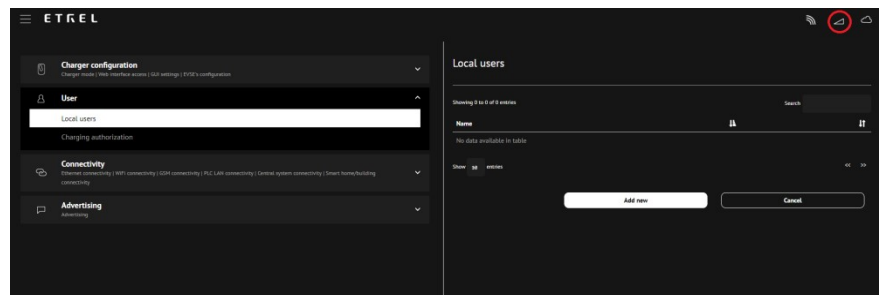 ETREL
Charger configuration
Charger mode | Web interface access | GUI settings | EVSE's configuration
User
Local users
Charging authorization
Connectivity
Ethernet connectivity | WiFi connectivity | GSM connectivity | PLC LAN connectivity | Central system connectivity | Smart home/building
connectivity
Advertising
Advertising
Local users
Showing 0 to 0 of 0 entries Search
Name
No data available in table
Show 10 entries « »
Add new Cancel